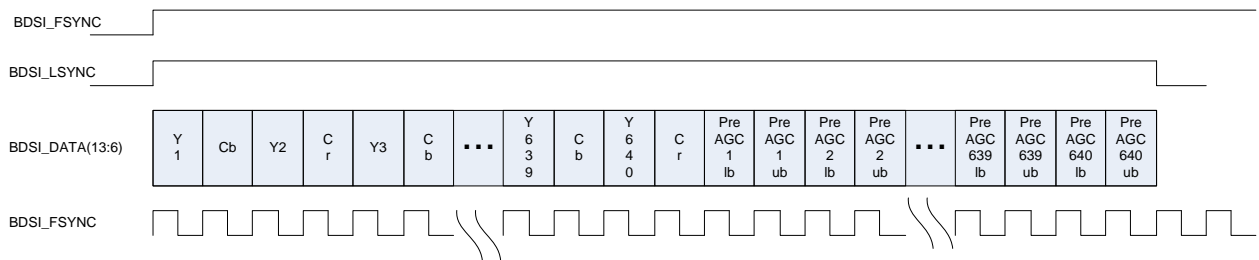 BDSI_FSYNC
BDSI_LSYNC
BDSI_DATA(13:6)
Y 1
Cb
Y2
C r
Y3
C b
...
Y 6 3 9
C b
Y 6 4 0
C r
Pre AGC 1 lb
Pre AGC 1 ub
Pre AGC 2 lb
Pre AGC 2 ub
...
Pre AGC 639 lb
Pre AGC 639 ub
Pre AGC 640 lb
Pre AGC 640 ub
BDSI_FSYNC